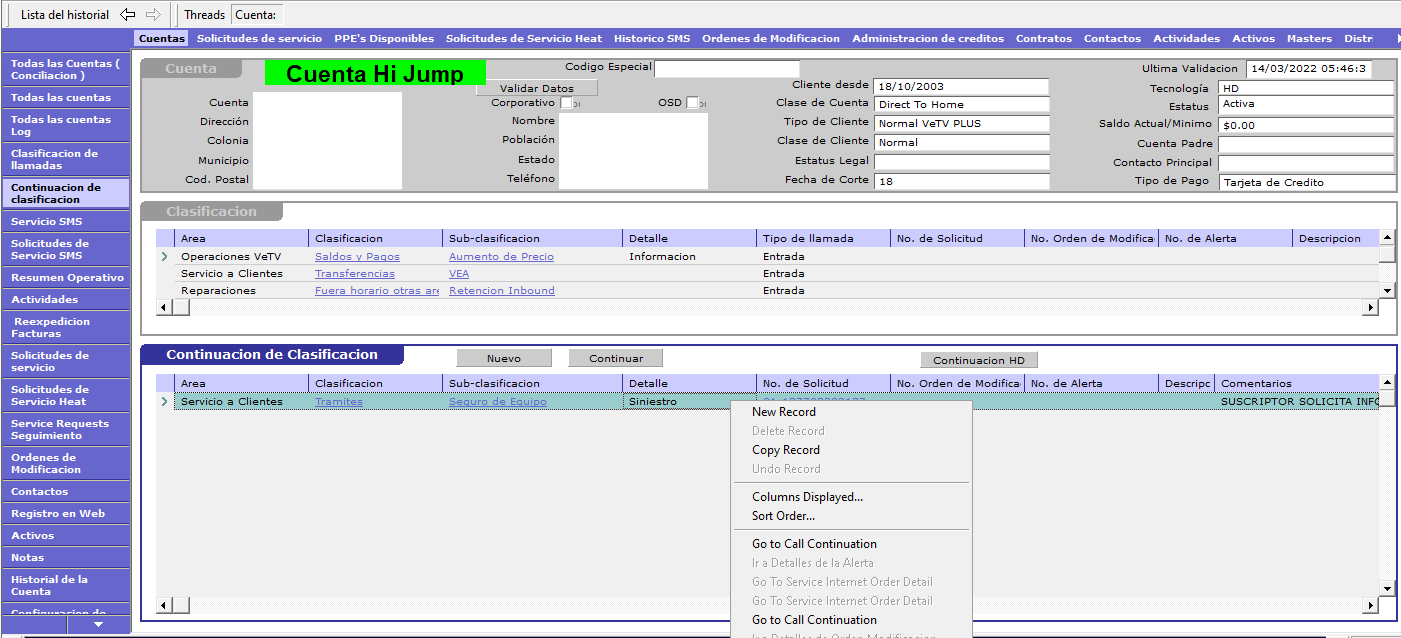 Lista del historial Threads Cuenta:
Cuentas Solicitudes de servicio PPE's Disponibles Solicitudes de Servicio Heat Historico SMS Ordenes de Modificacion Administracion de creditos Contratos Contactos Actividades Activos Masters Distr
Todas las Cuentas (
Conciliacion )
Todas las cuentas
Todas las cuentas
Log
Clasificacion de
llamadas
Continuacion de
clasificacion
Servicio SMS
Solicitudes de
Servicio SMS
Resumen Operativo
Actividades
Reexpedicion
Facturas
Solicitudes de
servicio
Solicitudes de
Servicio Heat
Service Requests
Seguimiento
Ordenes de
Modificacion
Contactos
Registro en Web
Activos
Notas
Historial de la
Cuenta
Configuracion de
Cuenta
Cuenta Hi Jump
Codigo Especial
Validar Datos
Cuenta
Dirección
Colonia
Municipio
Cod. Postal
Corporativo
OSD
Nombre
Población
Estado
Teléfono
Cliente desde 18/10/2003
Clase de Cuenta Direct To Home
Tipo de Cliente Normal VeTV PLUS
Clase de Cliente Normal
Estatus Legal
Fecha de Corte 18
Ultima Validacion 14/03/2022 05:46:3
Tecnología HD
Estatus Activa
Saldo Actual/Minimo $0.00
Cuenta Padre
Contacto Principal
Tipo de Pago Tarjeta de Credito
Clasificacion
Area Clasificacion Sub-clasificacion Detalle Tipo de llamada No. de Solicitud No. Orden de Modifica No. de Alerta Descripcion
Operaciones VeTV Saldos y Pagos Aumento de Precio Informacion Entrada
Servicio a Clientes Transferencias VEA Entrada
Reparaciones Fuera horario otras are Retencion Inbound Entrada
Continuacion de Clasificacion
Nuevo Continuar Continuacion HD
Area Clasificacion Sub-clasificacion Detalle No. de Solicitud No. Orden de Modifica No. de Alerta Descripc Comentarios
Servicio a Clientes Tramites Seguro de Equipo Siniestro SUSCRIPTOR SOLICITA INFO
New Record
Delete Record
Copy Record
Undo Record
Columns Displayed...
Sort Order...
Go to Call Continuation
Ir a Detalles de la Alerta
Go To Service Internet Order Detail
Go To Service Internet Order Detail
Go to Call Continuation
Ir a Detalles de Orden Modificacion